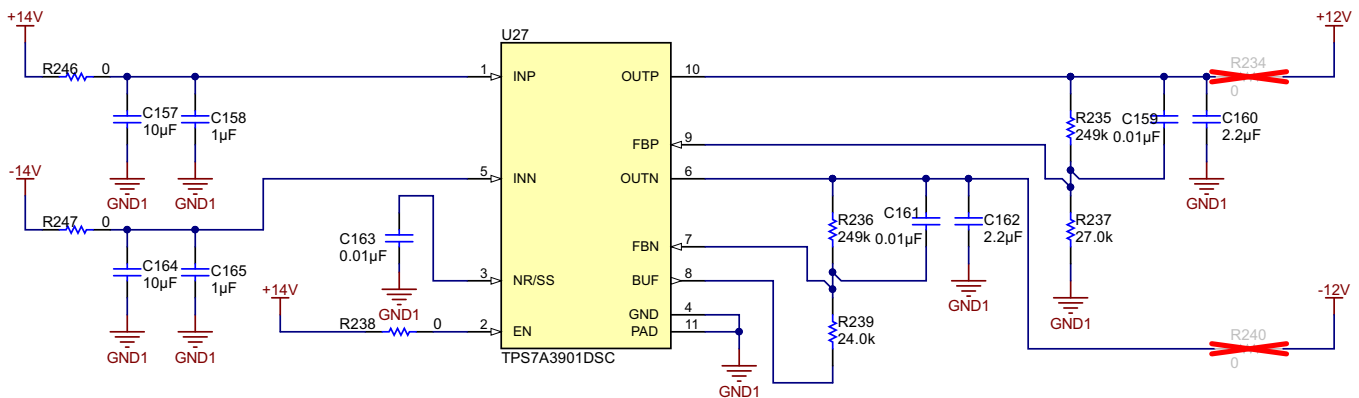 +14V
+12V
U27
R246
0
1
INP
OUTP
10
R234
0
C157
10µF
C158
1µF
R235
249k
C159
0.01µF
C160
2.2µF
FBP
9
GND1
GND1
-14V
5
INN
OUTN
6
GND1
R247
0
R236
249k
C161
0.01µF
C162
2.2µF
R237
27.0k
C163
0.01µF
FBN
7
C164
10µF
C165
1µF
3
NR/SS
BUF
8
GND1
+14V
GND1
GND1
-12V
R238
0
2
EN
GND
4
PAD
11
R239
24.0k
R240
0
GND1
GND1
TPS7A3901DSC
GND1